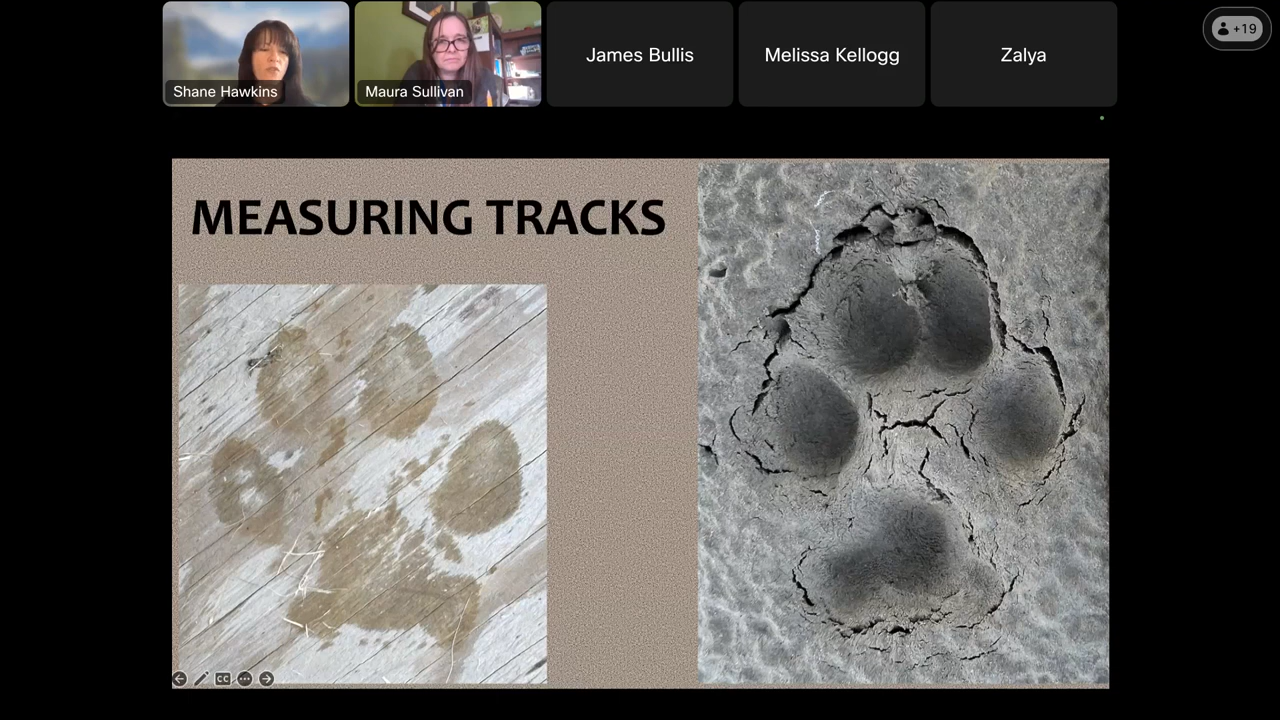 Shane Hawkins
Maura Sullivan
James Bullis
Melissa Kellogg
Zalya
+19
MEASURING TRACKS
CC